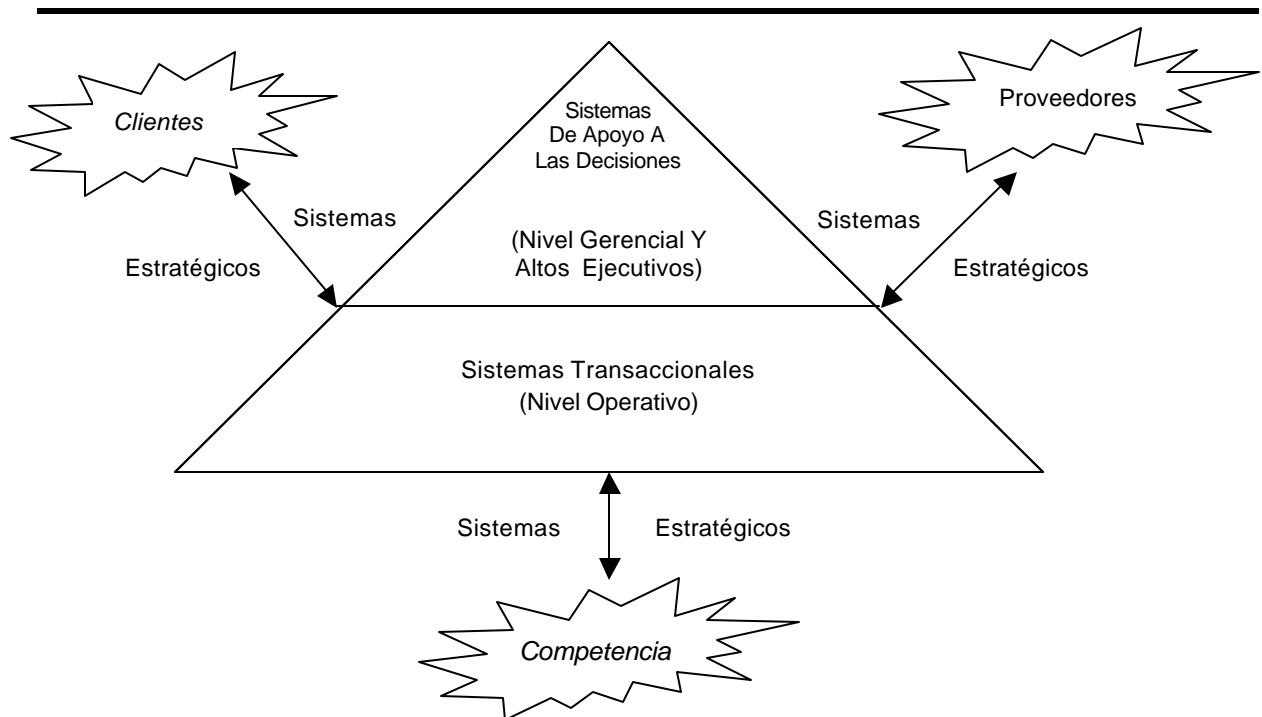 Clientes
Proveedores
Sistemas
De Apoyo A
Las Decisiones
Sistemas
Estratégicos
(Nivel Gerencial Y
Altos Ejecutivos)
Sistemas
Estratégicos
Sistemas Transaccionales
(Nivel Operativo)
Sistemas Estratégicos
Competencia